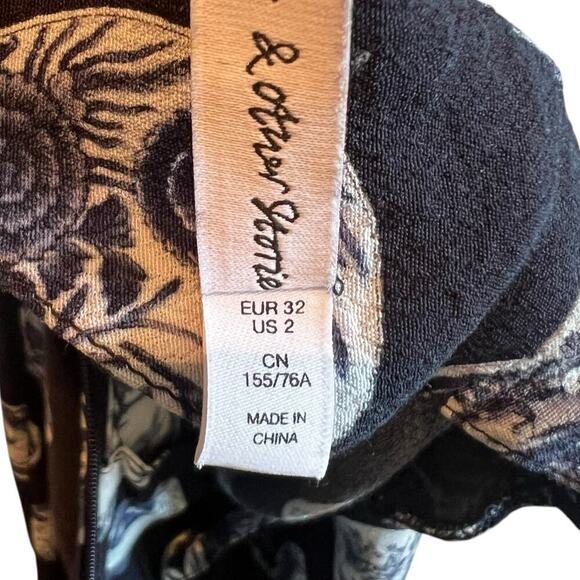 & Other Storie
EUR 32
US 2
CN
155/76A
MADE IN
CHINA